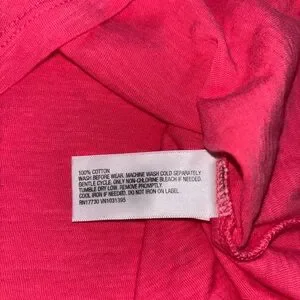 100% COTTON
WASH BEFORE WEAR. MACHINE WASH COLD SEPARATELY
GENTLE CYCLE. ONLY NON-CHLORINE BLEACH IF NEEDED.
TUMBLE DRY LOW. REMOVE PROMPTLY.
COOL IRON IF NEEDED. DO NOT IRON ON LABEL.
RN17730 VN1031395